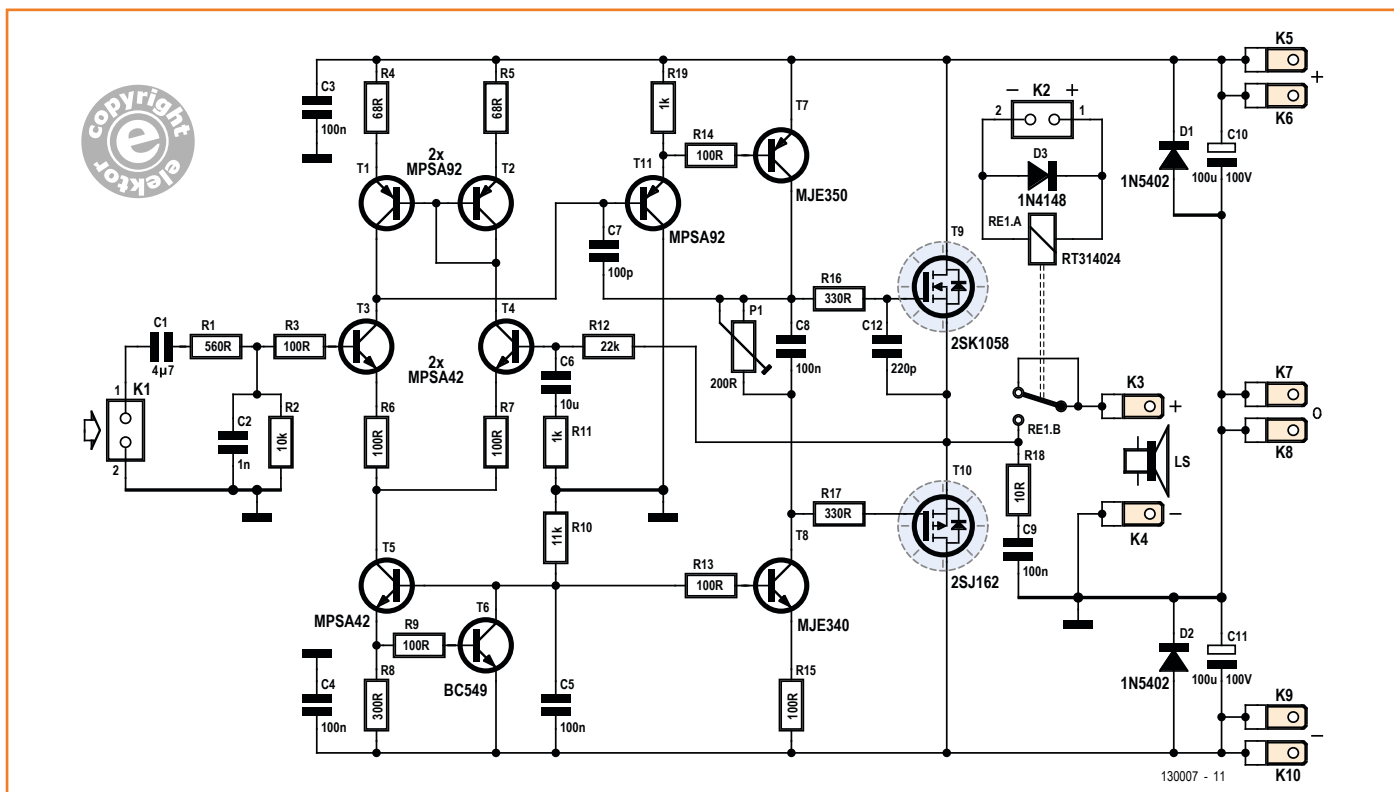 copyright
e
elektor
C3
100n
R4
68R
R5
68R
R19
1k
T7
MJE350
R14
100R
T1
2x
MPSA92
T2
T11
MPSA92
C7
100p
− K2 +
2
1
D3
1N4148
RE1.A
RT314024
D1
1N5402
C10
100u
100V
K5
+
K6
T9
2SK1058
R16
330R
P1
200R
C8
100n
C12
220p
C1
4µ7
R1
560R
R3
100R
T3
2x
MPSA42
T4
R12
22k
C6
10u
K1
1
2
C2
1n
R2
10k
R6
100R
R7
100R
R11
1k
RE1.B
K3
+
LS
K4
−
K7
0
K8
R18
10R
C9
100n
T10
2SJ162
R17
330R
R10
11k
T5
MPSA42
R13
100R
T8
MJE340
R9
100R
T6
BC549
D2
1N5402
C11
100u
100V
C4
100n
R8
300R
C5
100n
R15
100R
K9
−
K10
130007 - 11